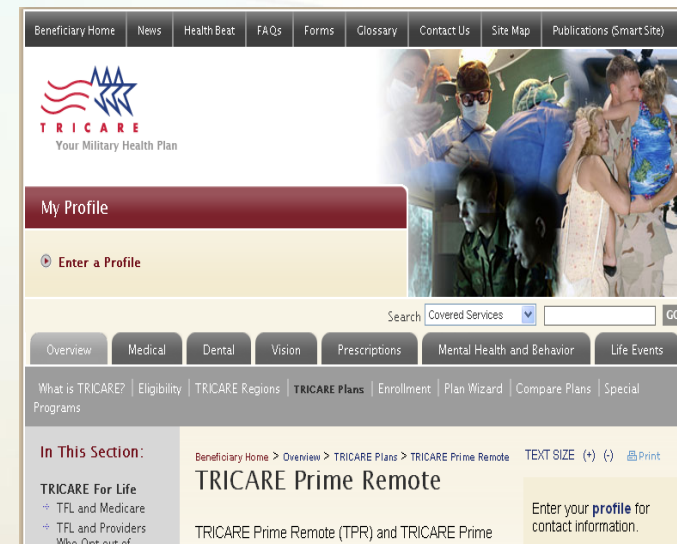 Beneficiary Home News Health Beat FAQs Forms Glossary Contact Us Site Map Publications (Smart Site)
TRICARE
Your Military Health Plan
My Profile
Enter a Profile
Search Covered Services GO
Overview Medical Dental Vision Prescriptions Mental Health and Behavior Life Events
What is TRICARE? | Eligibility | TRICARE Regions | TRICARE Plans | Enrollment | Plan Wizard | Compare Plans | Special
Programs
In This Section:
TRICARE For Life
TFL and Medicare
TFL and Providers
Who Opt out of
Beneficiary Home > Overview > TRICARE Plans > TRICARE Prime Remote
TEXT SIZE (+) (-) Print
TRICARE Prime Remote
TRICARE Prime Remote (TPR) and TRICARE Prime
Enter your profile for
contact information.